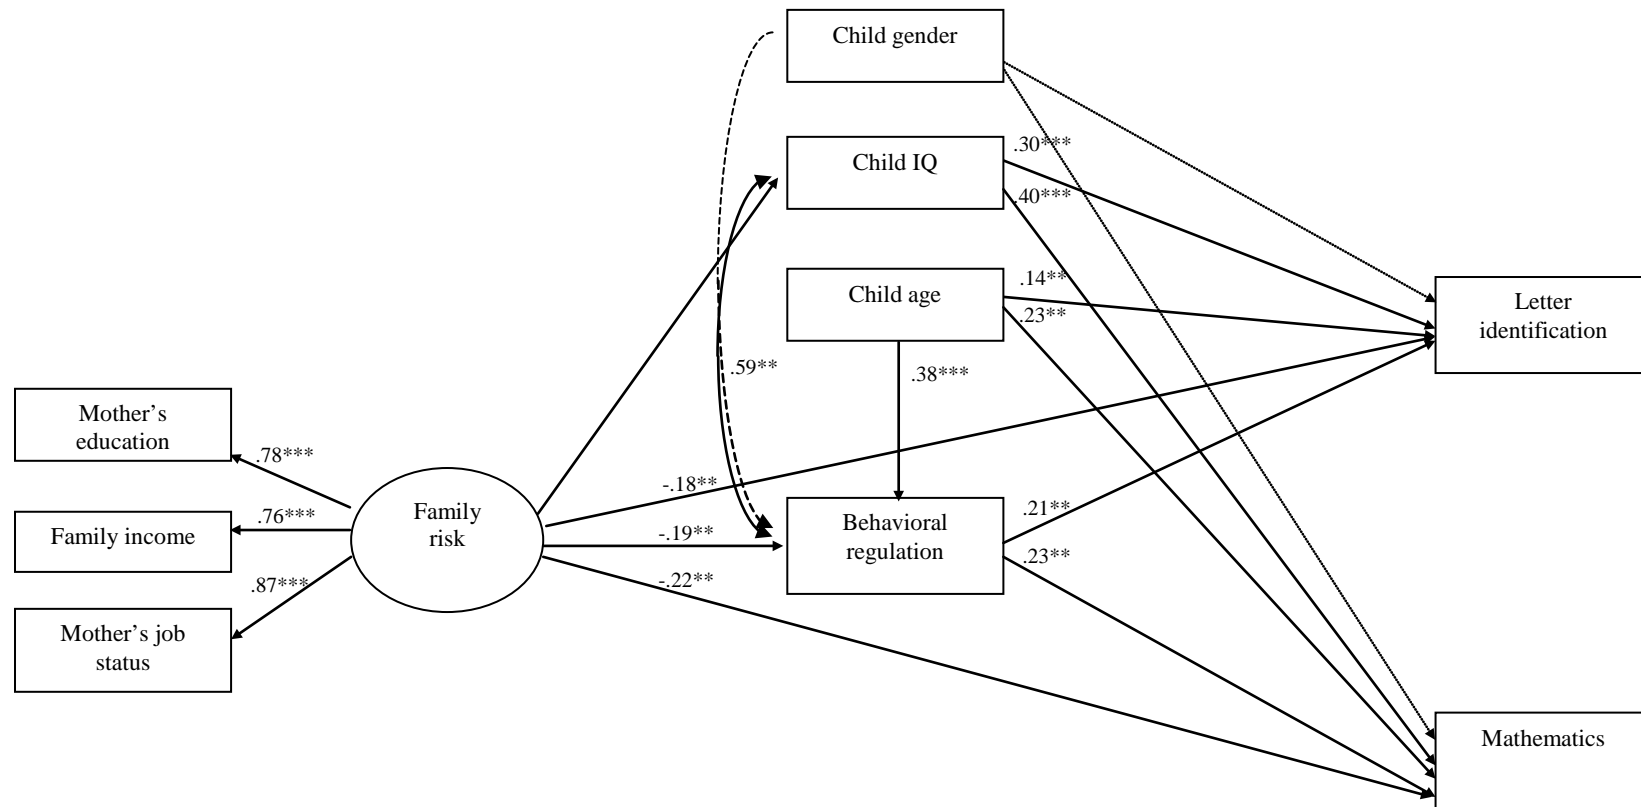 Child gender
Child IQ
.30***
.40***
Child age
.14**
.23**
Letter
identification
.59**
.38***
Mother’s
education
.78***
Family income
.76***
Mother’s job
status
.87***
Family
risk
-.18**
-.19**
-.22**
Behavioral
regulation
.21**
.23**
Mathematics